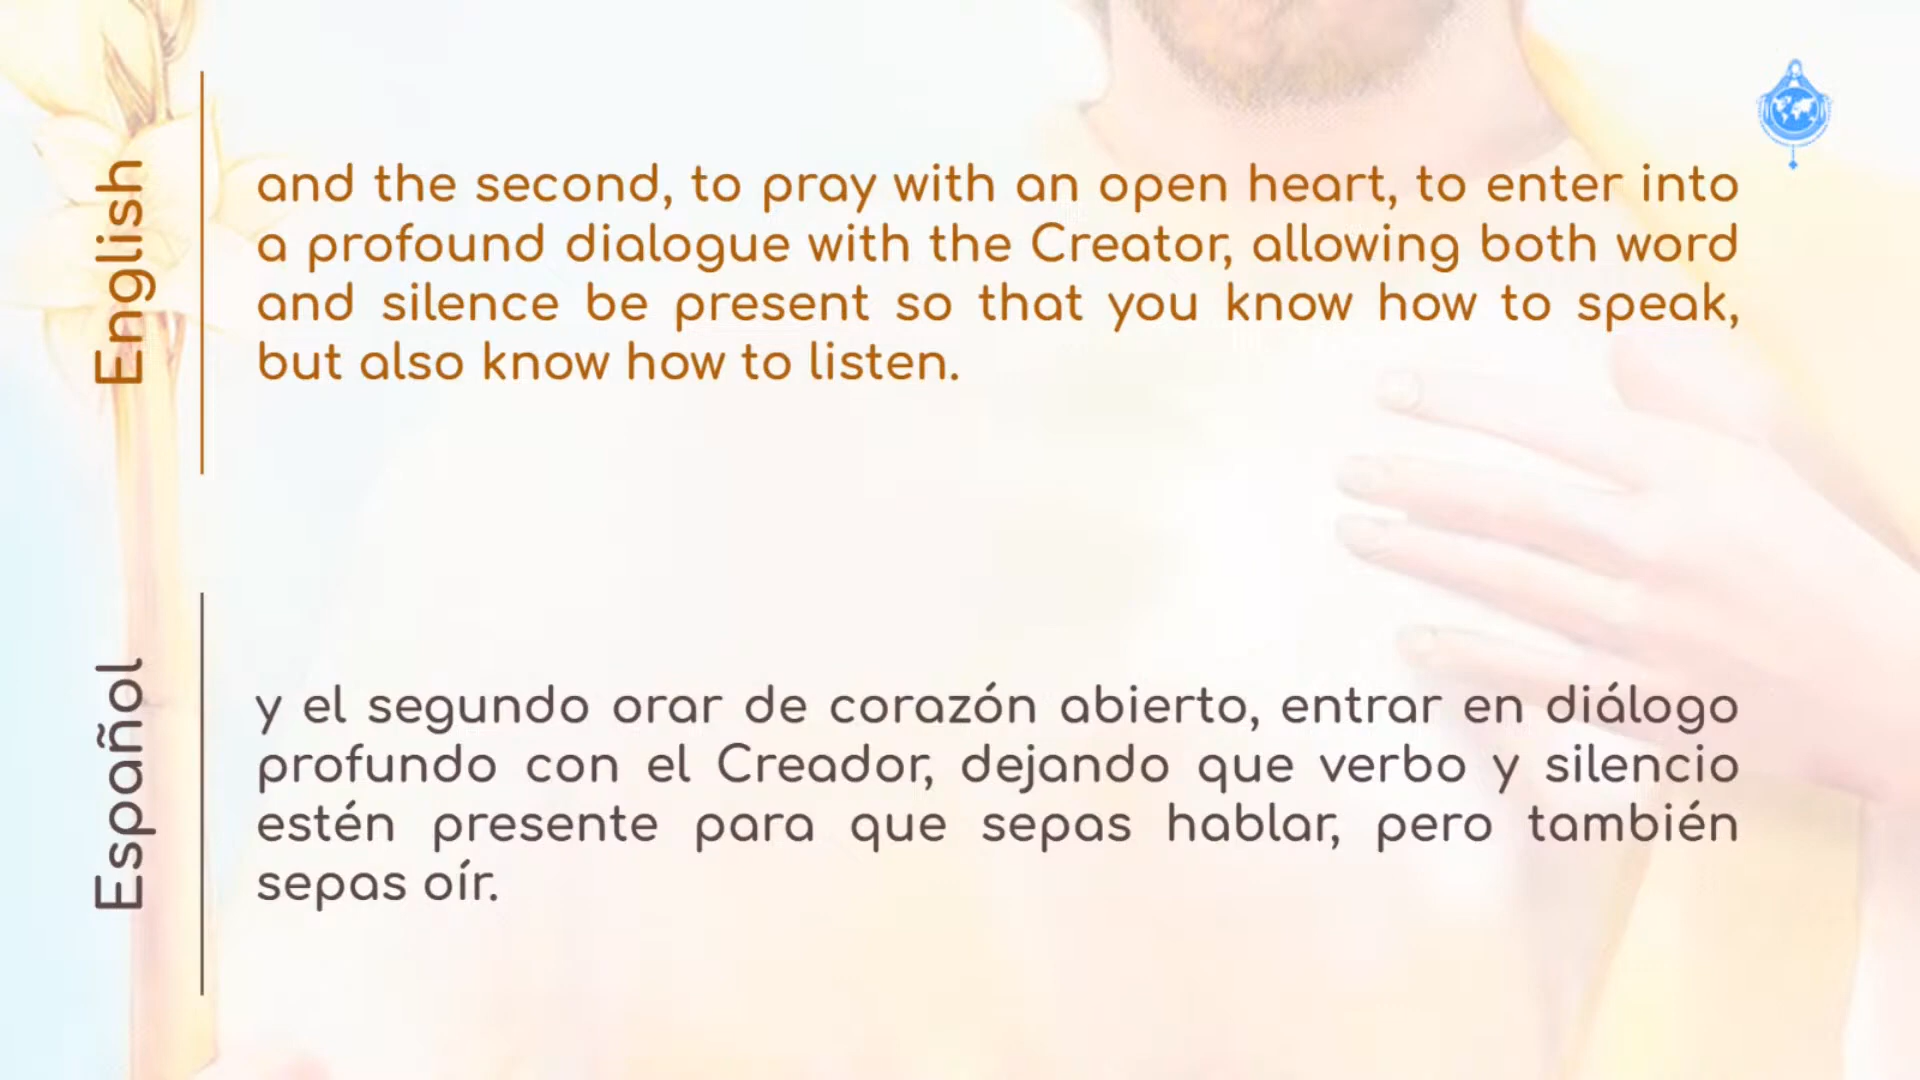 English
and the second, to pray with an open heart, to enter into
a profound dialogue with the Creator, allowing both word
and silence be present so that you know how to speak,
but also know how to listen.
Español
y el segundo orar de corazón abierto, entrar en diálogo
profundo con el Creador, dejando que verbo y silencio
estén presente para que sepas hablar, pero también
sepas oír.